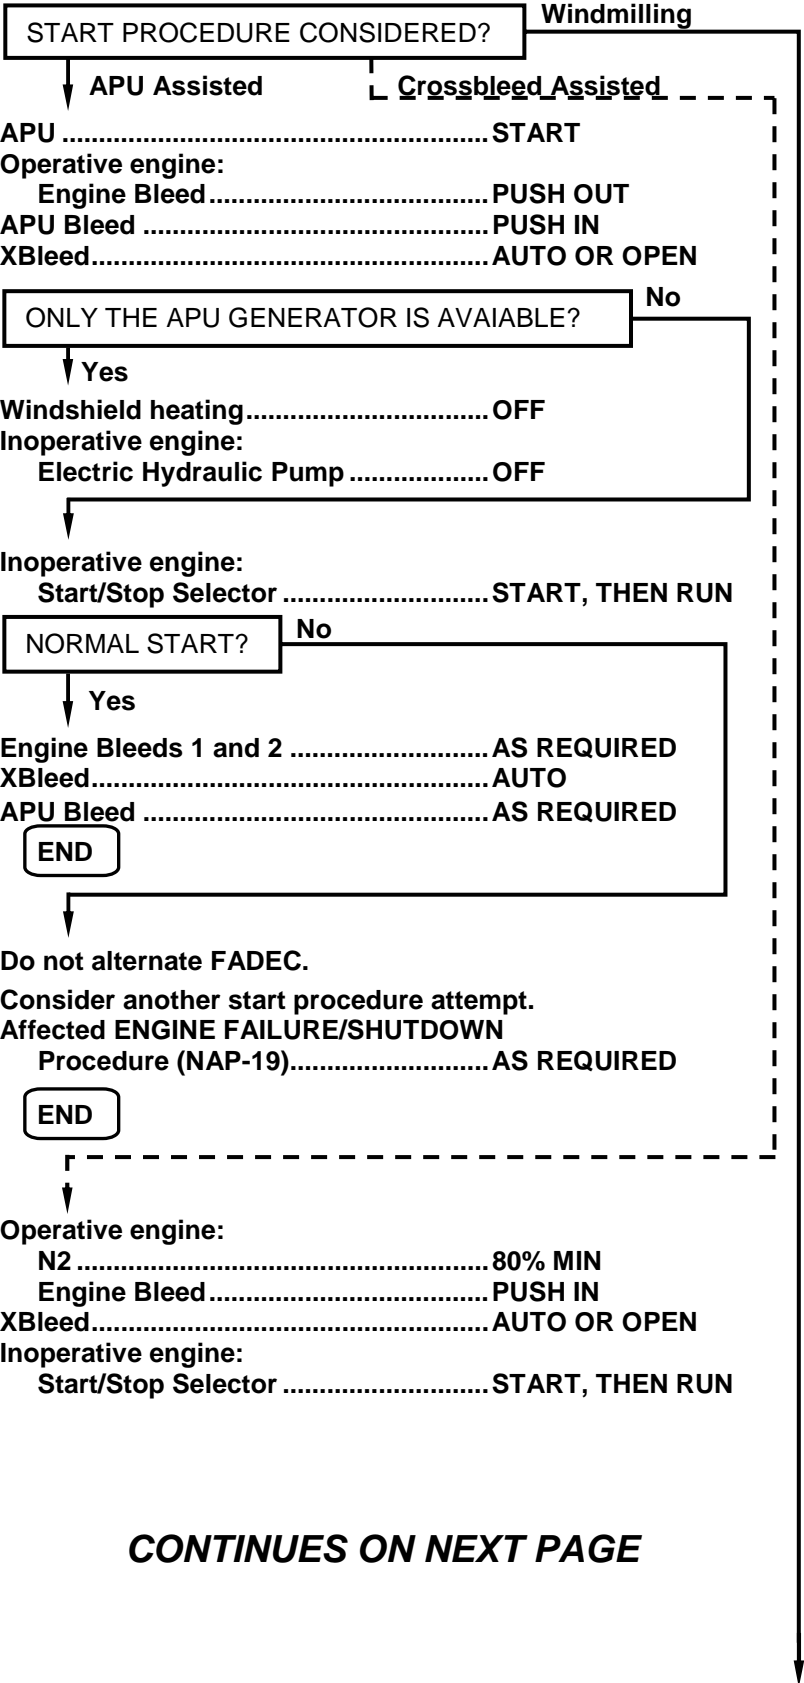 Windmilling
START PROCEDURE CONSIDERED?
APU Assisted Crossbleed Assisted
APU ......................................................... START
Operative engine:
Engine Bleed ...................................... PUSH OUT
APU Bleed ............................................... PUSH IN
XBleed...................................................... AUTO OR OPEN
No
ONLY THE APU GENERATOR IS AVAIABLE?
Yes
Windshield heating ................................. OFF
Inoperative engine:
Electric Hydraulic Pump ................... OFF
Inoperative engine:
Start/Stop Selector ............................ START, THEN RUN
No
NORMAL START?
Yes
Engine Bleeds 1 and 2 ........................... AS REQUIRED
XBleed...................................................... AUTO
APU Bleed ............................................... AS REQUIRED
END
Do not alternate FADEC.
Consider another start procedure attempt.
Affected ENGINE FAILURE/SHUTDOWN
Procedure (NAP-19)........................... AS REQUIRED
END
Operative engine:
N2 ........................................................ 80% MIN
Engine Bleed ...................................... PUSH IN
XBleed...................................................... AUTO OR OPEN
Inoperative engine:
Start/Stop Selector ............................ START, THEN RUN
CONTINUES ON NEXT PAGE